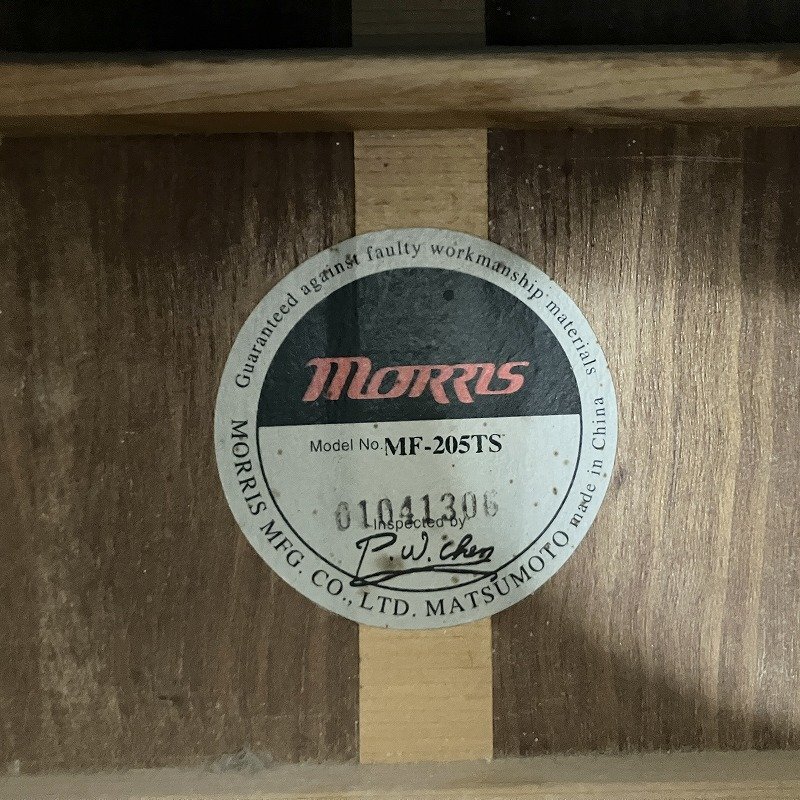 Guaranteed against faulty workmanship materials
MORRIS
Model No. MF-205TS
01041306
Inspected by
P.W. Chen
MORRIS MFG. CO., LTD. MATSUMOTO made in China